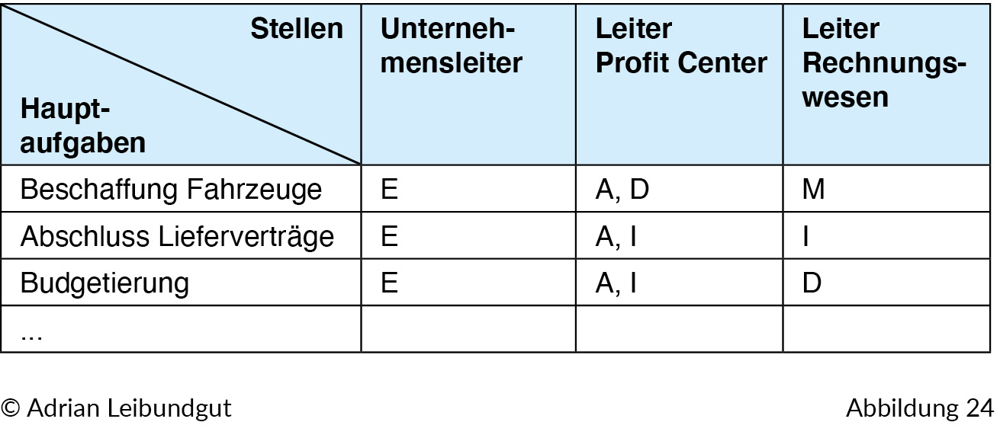 Stellen
Haupt-
aufgaben
Unterneh-
mensleiter
Leiter
Profit Center
Leiter
Rechnungs-
wesen
Beschaffung Fahrzeuge E A, D M
Abschluss Lieferverträge E A, I I
Budgetierung E A, I D
...
© Adrian Leibundgut Abbildung 24